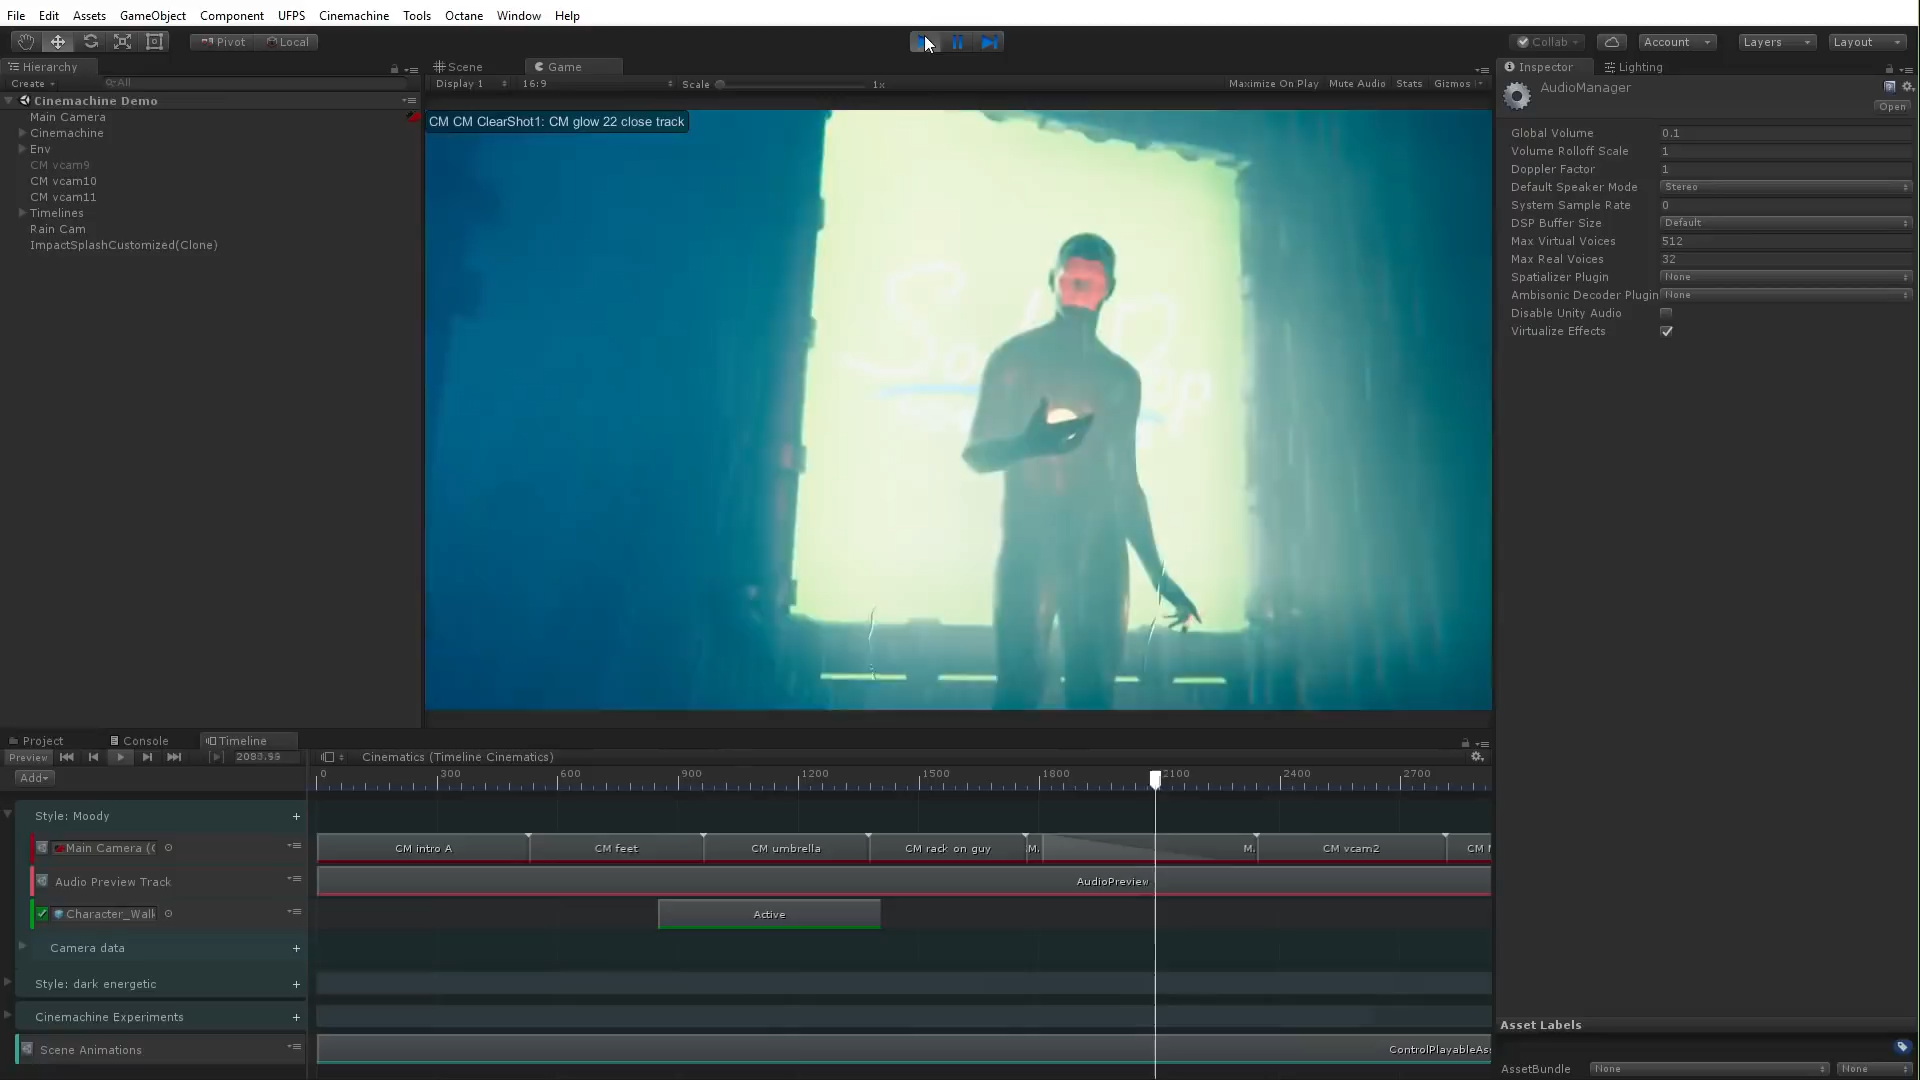 File Edit Assets GameObject Component UFPS Cinemachine Tools Octane Window Help
Pivot Local
Collab Account Layers Layout
Hierarchy
Create All
Cinemachine Demo
Main Camera
Cinemachine
Env
CM vcam9
CM vcam10
CM vcam11
Timelines
Rain Cam
ImpactSplashCustomized(Clone)
Scene Game
Display 1 16:9 Scale 1x Maximize On Play Mute Audio Stats Gizmos
CM CM ClearShot1: CM glow 22 close track
Inspector Lighting
AudioManager
Open
Global Volume 0.1
Volume Rolloff Scale 1
Doppler Factor 1
Default Speaker Mode Stereo
System Sample Rate 0
DSP Buffer Size Default
Max Virtual Voices 512
Max Real Voices 32
Spatializer Plugin None
Ambisonic Decoder Plugin None
Disable Unity Audio
Virtualize Effects
Project Console Timeline
Preview 2083.99 Cinematics (Timeline Cinematics)
Add
0 300 600 900 1200 1500 1800 2100 2400 2700
Style: Moody
Main Camera (C CM intro A CM feet CM umbrella CM rack on guy M. M. CM vcam2 CM M
Audio Preview Track AudioPreview
Character_Walk Active
Camera data
Style: dark energetic
Cinemachine Experiments
Scene Animations ControlPlayableAs
Asset Labels
AssetBundle None None